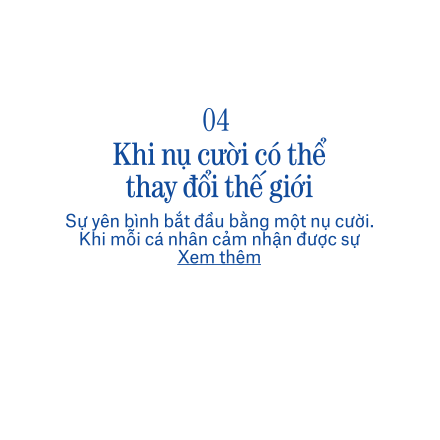 04
Khi nụ cười có thể
thay đổi thế giới
Sự yên bình bắt đầu bằng một nụ cười.
Khi mỗi cá nhân cảm nhận được sự
Xem thêm